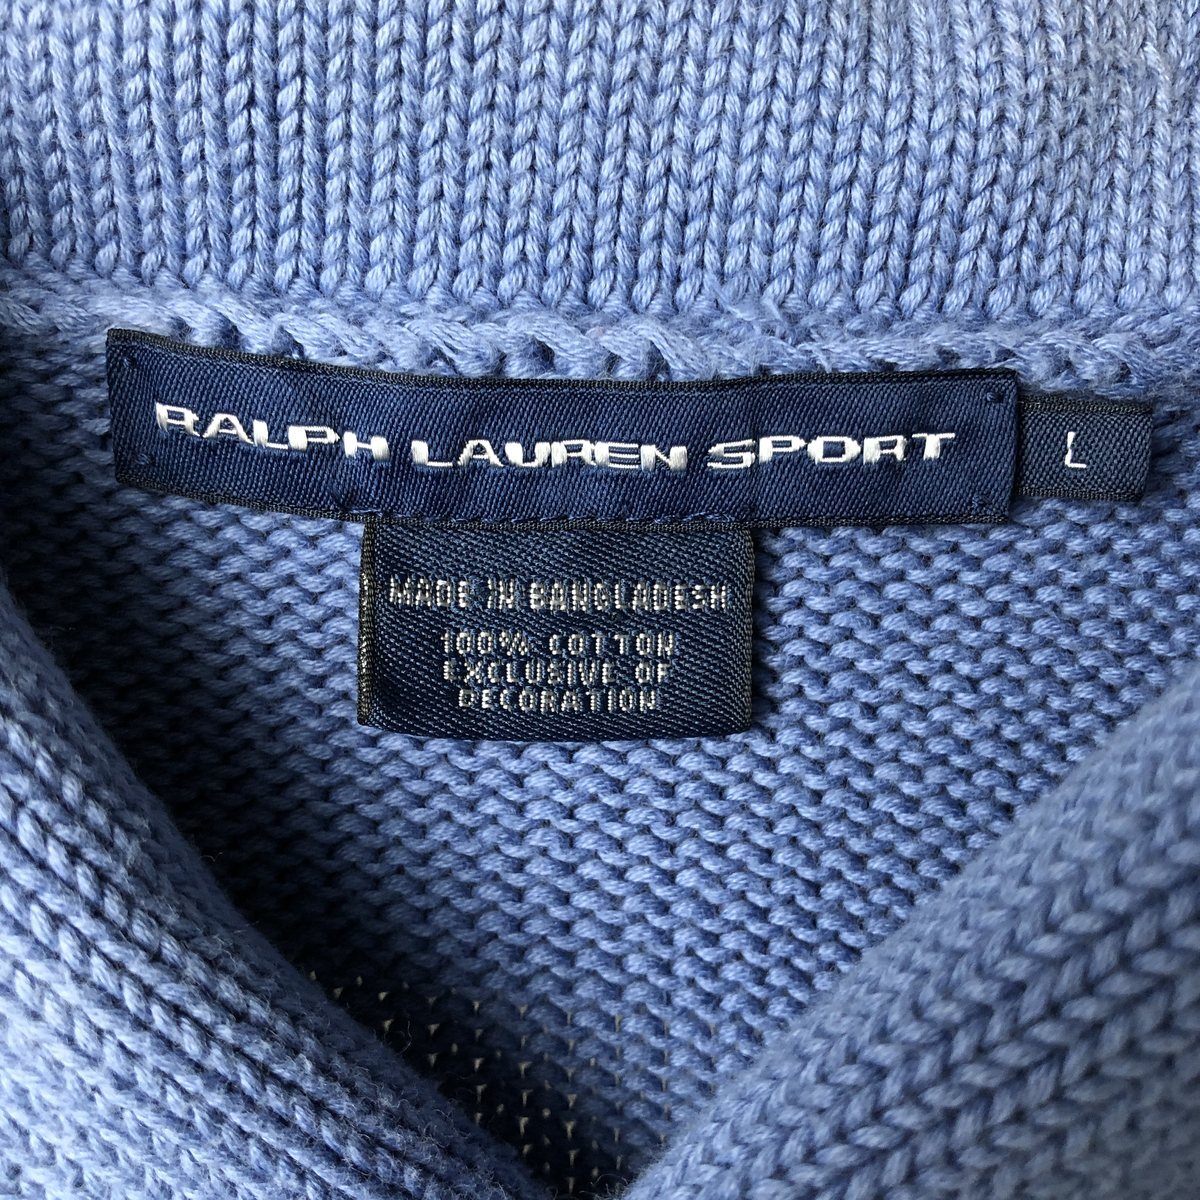 RALPH LAUREN SPORT
L
MADE IN BANGLADESH
100% COTTON
EXCLUSIVE OF
DECORATION